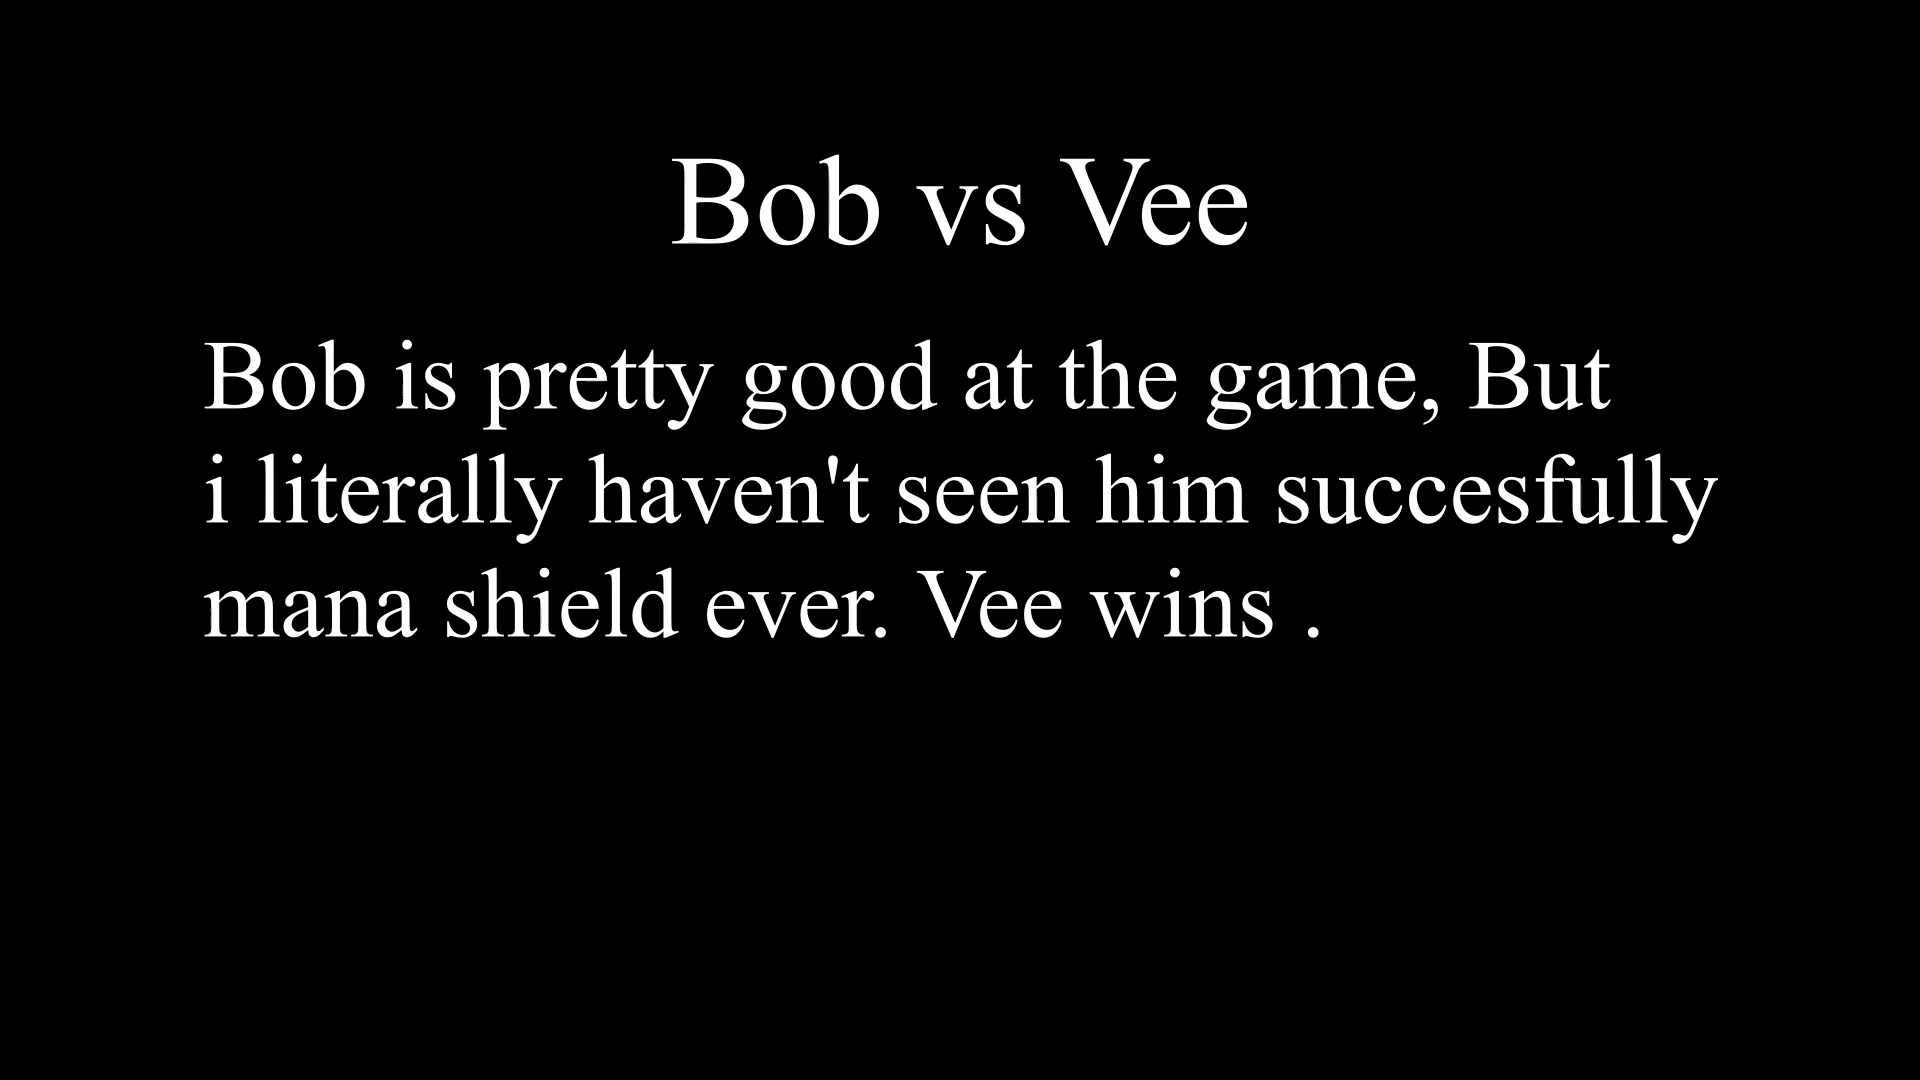 Bob vs Vee
Bob is pretty good at the game, But
i literally haven't seen him succesfully
mana shield ever. Vee wins .